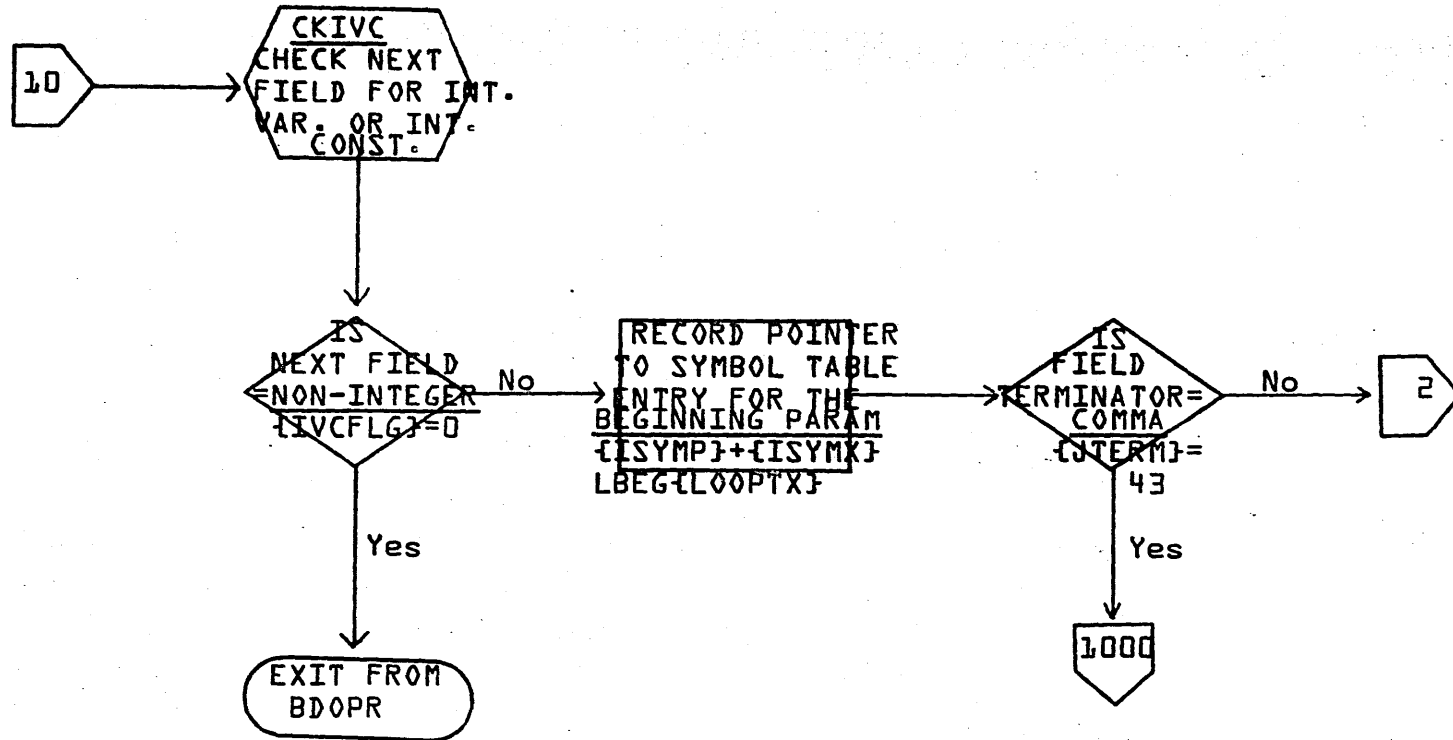 10
CKIVC
CHECK NEXT
FIELD FOR INT.
VAR. OR INT.
CONST.
IS
NEXT FIELD
=NON-INTEGER
{IVCFLG}=0
No
Yes
EXIT FROM
BDOPR
RECORD POINTER
TO SYMBOL TABLE
ENTRY FOR THE
BEGINNING PARAM
{ISYMP}+{ISYMX}
LBEG{LOOPTX}
IS
FIELD
TERMINATOR=
COMMA
{JTERM}=
43
No
2
Yes
1000